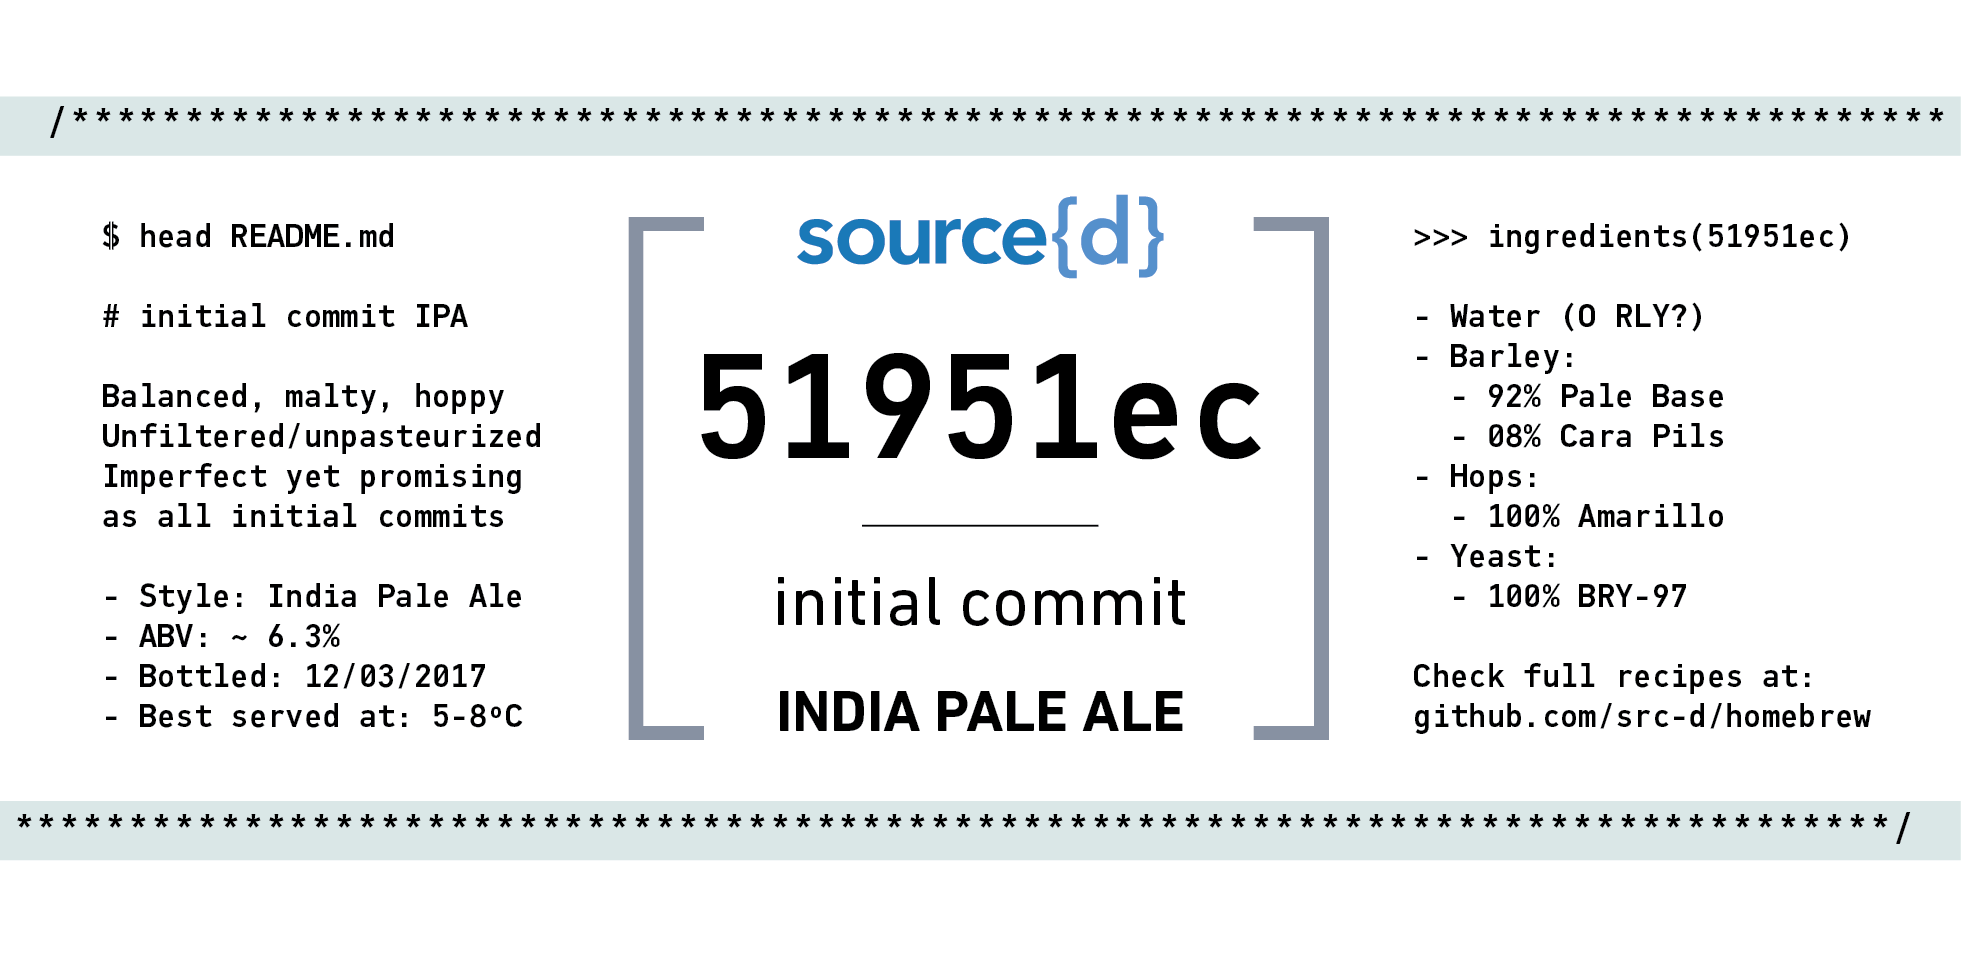 /**********************************************************************************
$ head README.md
# initial commit IPA
Balanced, malty, hoppy
Unfiltered/unpasteurized
Imperfect yet promising
as all initial commits
- Style: India Pale Ale
- ABV: ~ 6.3%
- Bottled: 12/03/2017
- Best served at: 5-8ºC
source{d}
51951ec
initial commit
INDIA PALE ALE
>>> ingredients(51951ec)
- Water (O RLY?)
- Barley:
  - 92% Pale Base
  - 08% Cara Pils
- Hops:
  - 100% Amarillo
- Yeast:
  - 100% BRY-97
Check full recipes at:
github.com/src-d/homebrew
**********************************************************************************/